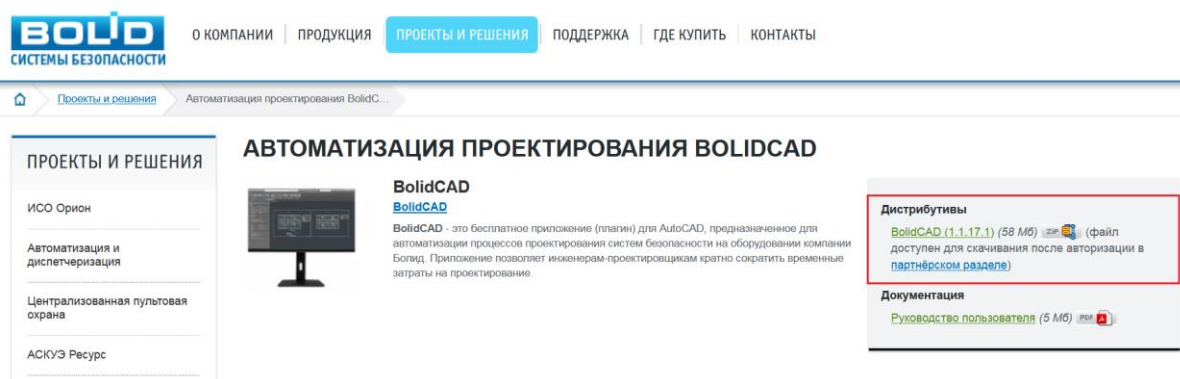 BOLID
СИСТЕМЫ БЕЗОПАСНОСТИ
О КОМПАНИИ
ПРОДУКЦИЯ
ПРОЕКТЫ И РЕШЕНИЯ
ПОДДЕРЖКА
ГДЕ КУПИТЬ
КОНТАКТЫ
Проекты и решения
Автоматизация проектирования BolidC...
ПРОЕКТЫ И РЕШЕНИЯ
ИСО Орион
Автоматизация и
диспетчеризация
Централизованная пультовая
охрана
АСКУЭ Ресурс
АВТОМАТИЗАЦИЯ ПРОЕКТИРОВАНИЯ BOLIDCAD
BolidCAD
BolidCAD
BolidCAD - это бесплатное приложение (плагин) для AutoCAD, предназначенное для
автоматизации процессов проектирования систем безопасности на оборудовании компании
Болид. Приложение позволяет инженерам-проектировщикам кратно сократить временные
затраты на проектирование.
Дистрибутивы
BolidCAD (1.1.17.1) (58 Мб) ZIP (файл
доступен для скачивания после авторизации в
партнёрском разделе)
Документация
Руководство пользователя (5 Мб) PDF